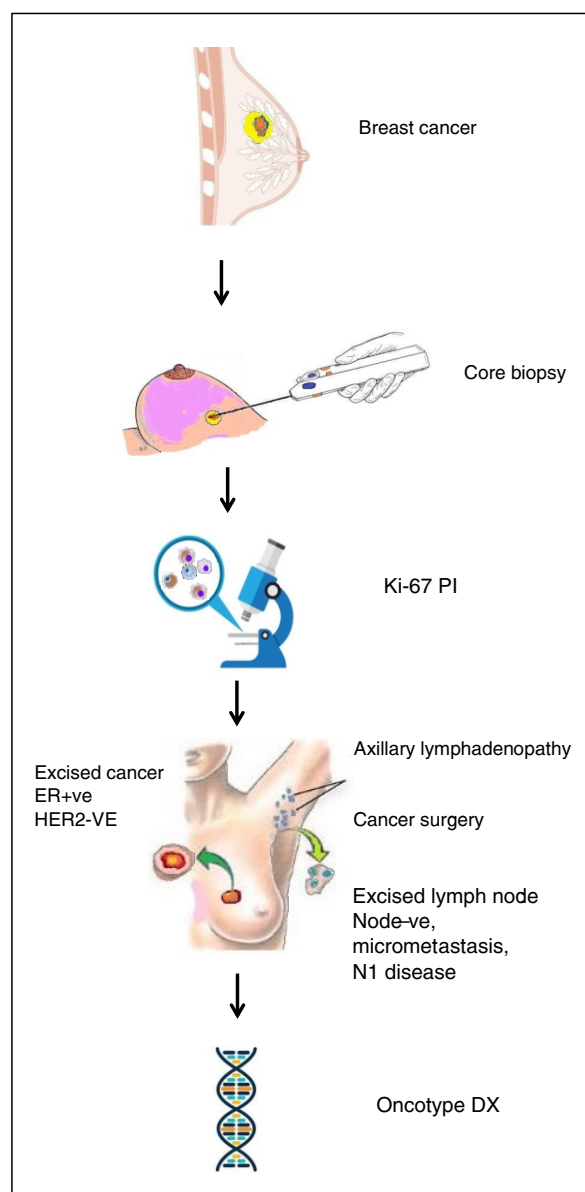 Breast cancer
Core biopsy
Ki-67 PI
Axillary lymphadenopathy
Excised cancer
ER+ve
HER2-VE
Cancer surgery
Excised lymph node
Node–ve,
micrometastasis,
N1 disease
Oncotype DX